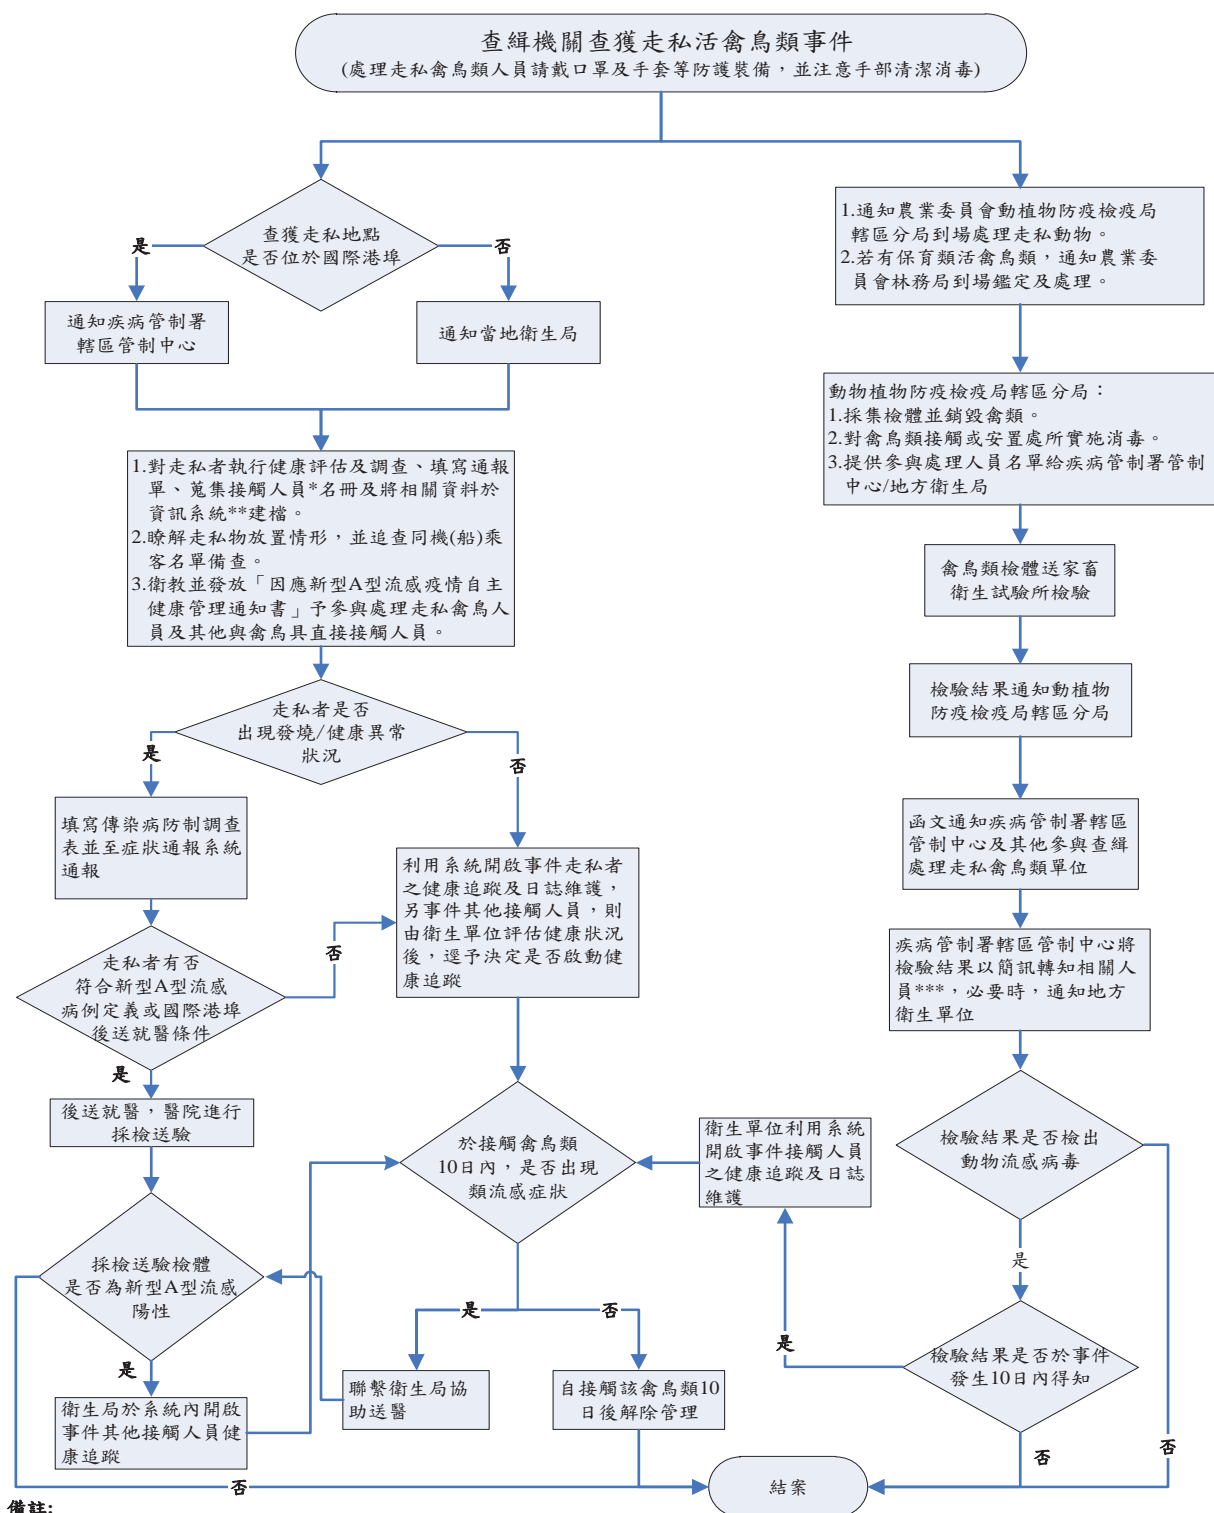 查緝機關查獲走私活禽鳥類事件
(處理走私禽鳥類人員請戴口罩及手套等防護裝備，並注意手部清潔消毒)
查獲走私地點
是否位於國際港埠
是
否
通知疾病管制署
轄區管制中心
通知當地衛生局
1.對走私者執行健康評估及調查、填寫通報
單、蒐集接觸人員*名冊及將相關資料於
資訊系統**建檔。
2.瞭解走私物放置情形，並追查同機(船)乘
客名單備查。
3.衛教並發放「因應新型A型流感疫情自主
健康管理通知書」予參與處理走私禽鳥人
員及其他與禽鳥具直接接觸人員。
走私者是否
出現發燒/健康異常
狀況
是
否
填寫傳染病防制調查
表並至症狀通報系統
通報
利用系統開啟事件走私者
之健康追蹤及日誌維護，
另事件其他接觸人員，則
由衛生單位評估健康狀況
後，逕予決定是否啟動健
康追蹤
走私者有否
符合新型A型流感
病例定義或國際港埠
後送就醫條件
否
是
後送就醫，醫院進行
採檢送驗
於接觸禽鳥類
10日內，是否出現
類流感症狀
採檢送驗檢體
是否為新型A型流感
陽性
是
否
是
聯繫衛生局協
助送醫
自接觸該禽鳥類10
日後解除管理
衛生局於系統內開啟
事件其他接觸人員健
康追蹤
否
1.通知農業委員會動植物防疫檢疫局
轄區分局到場處理走私動物。
2.若有保育類活禽鳥類，通知農業委
員會林務局到場鑑定及處理。
動物植物防疫檢疫局轄區分局：
1.採集檢體並銷毀禽類。
2.對禽鳥類接觸或安置處所實施消毒。
3.提供參與處理人員名單給疾病管制署管制
中心/地方衛生局
禽鳥類檢體送家畜
衛生試驗所檢驗
檢驗結果通知動植物
防疫檢疫局轄區分局
函文通知疾病管制署轄區
管制中心及其他參與查緝
處理走私禽鳥類單位
疾病管制署轄區管制中心將
檢驗結果以簡訊轉知相關人
員***，必要時，通知地方
衛生單位
檢驗結果是否檢出
動物流感病毒
衛生單位利用系統
開啟事件接觸人員
之健康追蹤及日誌
維護
是
檢驗結果是否於事件
發生10日內得知
是
否
否
結案
備註: